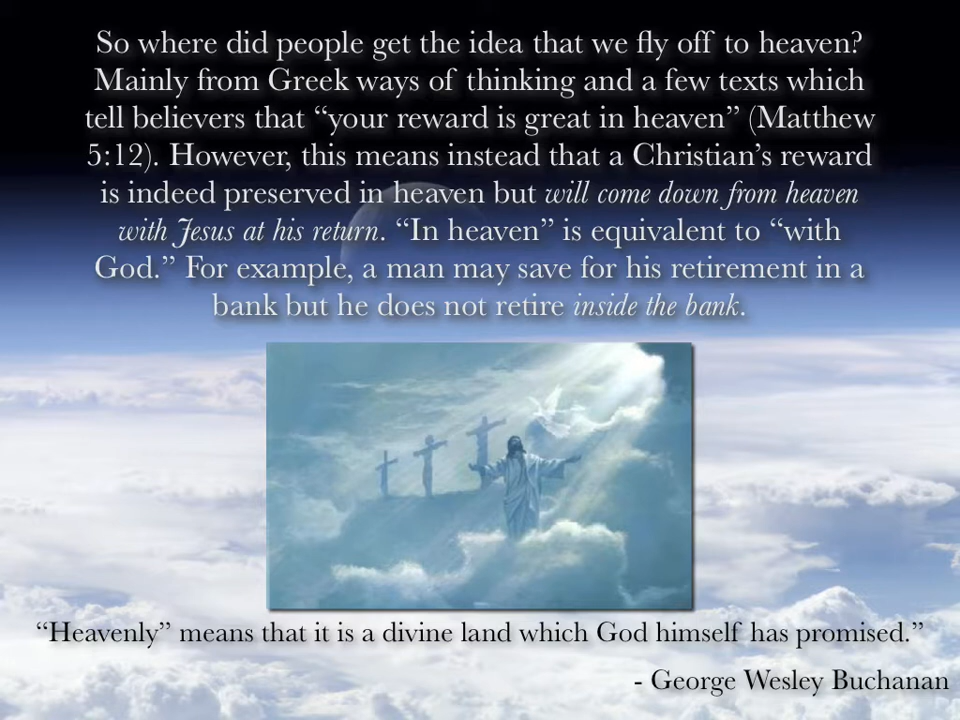 So where did people get the idea that we fly off to heaven?
Mainly from Greek ways of thinking and a few texts which
tell believers that “your reward is great in heaven” (Matthew
5:12). However, this means instead that a Christian’s reward
is indeed preserved in heaven but will come down from heaven
with Jesus at his return. “In heaven” is equivalent to “with
God.” For example, a man may save for his retirement in a
bank but he does not retire inside the bank.
“Heavenly” means that it is a divine land which God himself has promised.”
- George Wesley Buchanan